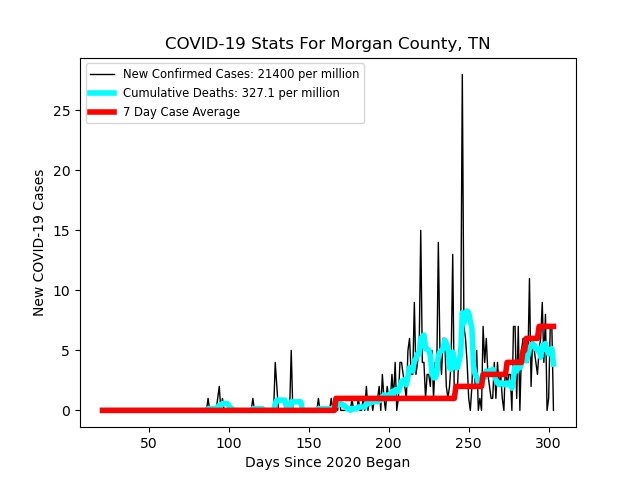 COVID-19 Stats For Morgan County, TN
New Confirmed Cases: 21400 per million
Cumulative Deaths: 327.1 per million
7 Day Case Average
New COVID-19 Cases
25
20
15
10
5
0
50 100 150 200 250 300
Days Since 2020 Began